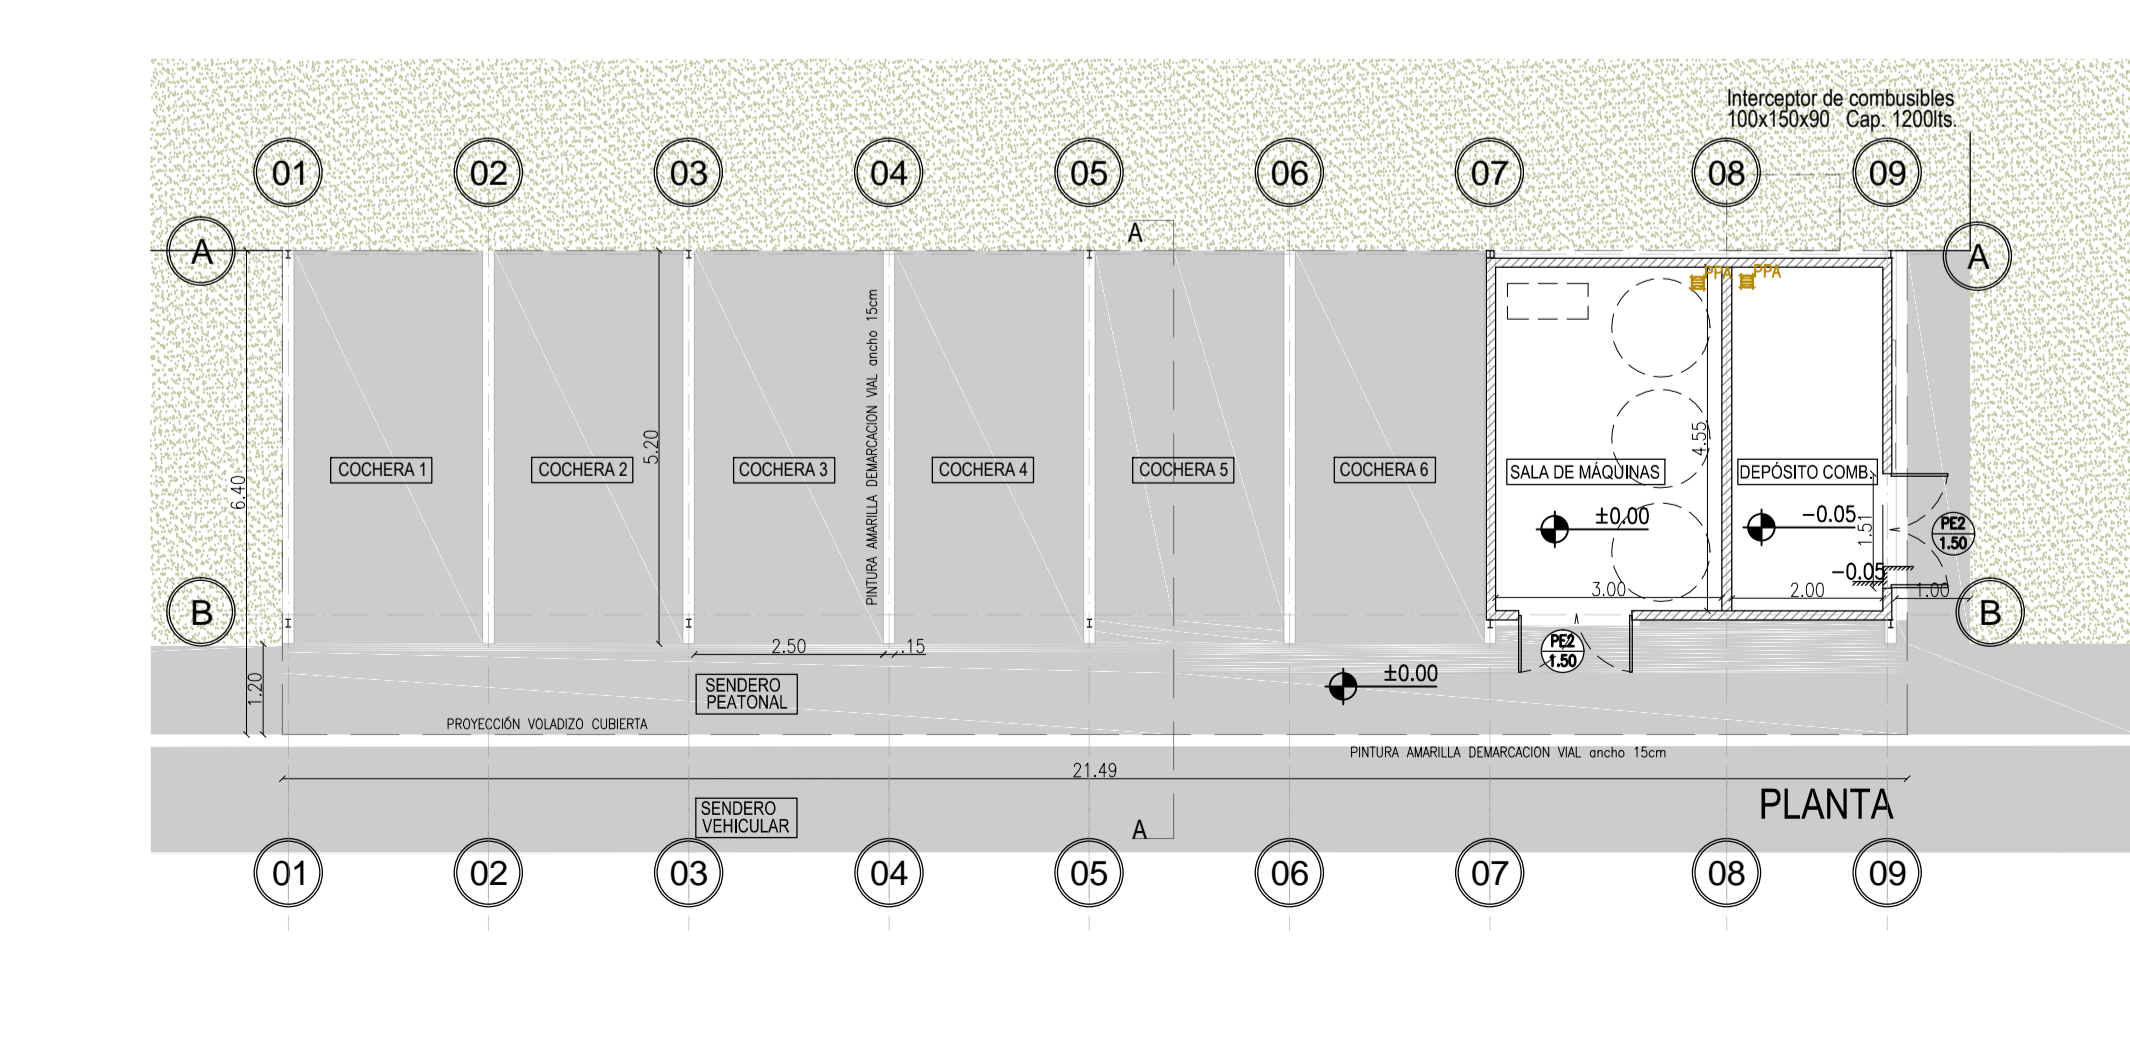 Interceptor de combusibles
100x150x90 Cap. 1200lts.
01
02
03
04
05
06
07
08
09
A
A
A
PPA
PPA
PINTURA AMARILLA DEMARCACION VIAL ancho 15cm
5.20
6.40
4.55
COCHERA 1
COCHERA 2
COCHERA 3
COCHERA 4
COCHERA 5
COCHERA 6
SALA DE MÁQUINAS
DEPÓSITO COMB.
±0.00
-0.05
1.51
PE2
1.50
-0.05
3.00
2.00
1.00
B
B
2.50
.15
PE2
1.50
1.20
SENDERO
PEATONAL
±0.00
PROYECCIÓN VOLADIZO CUBIERTA
PINTURA AMARILLA DEMARCACION VIAL ancho 15cm
21.49
SENDERO
VEHICULAR
A
PLANTA
01
02
03
04
05
06
07
08
09